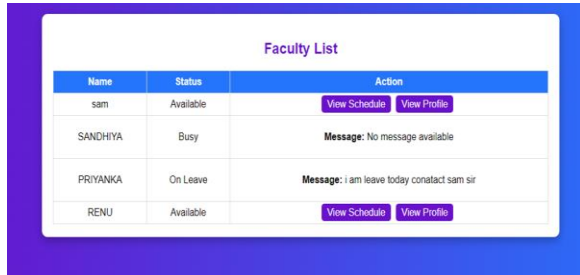 Faculty List
Name Status Action
sam Available View Schedule View Profile
SANDHIYA Busy Message: No message available
PRIYANKA On Leave Message: i am leave today conatact sam sir
RENU Available View Schedule View Profile